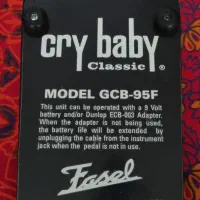 cry baby
Classic ®
MODEL GCB-95F
This unit can be operated with a 9 Volt
battery and/or Dunlop ECB-003 Adapter.
When the adapter is not being used,
the battery life will be extended by
unplugging the cable from the instrument
jack when the pedal is not in use.
Fasel